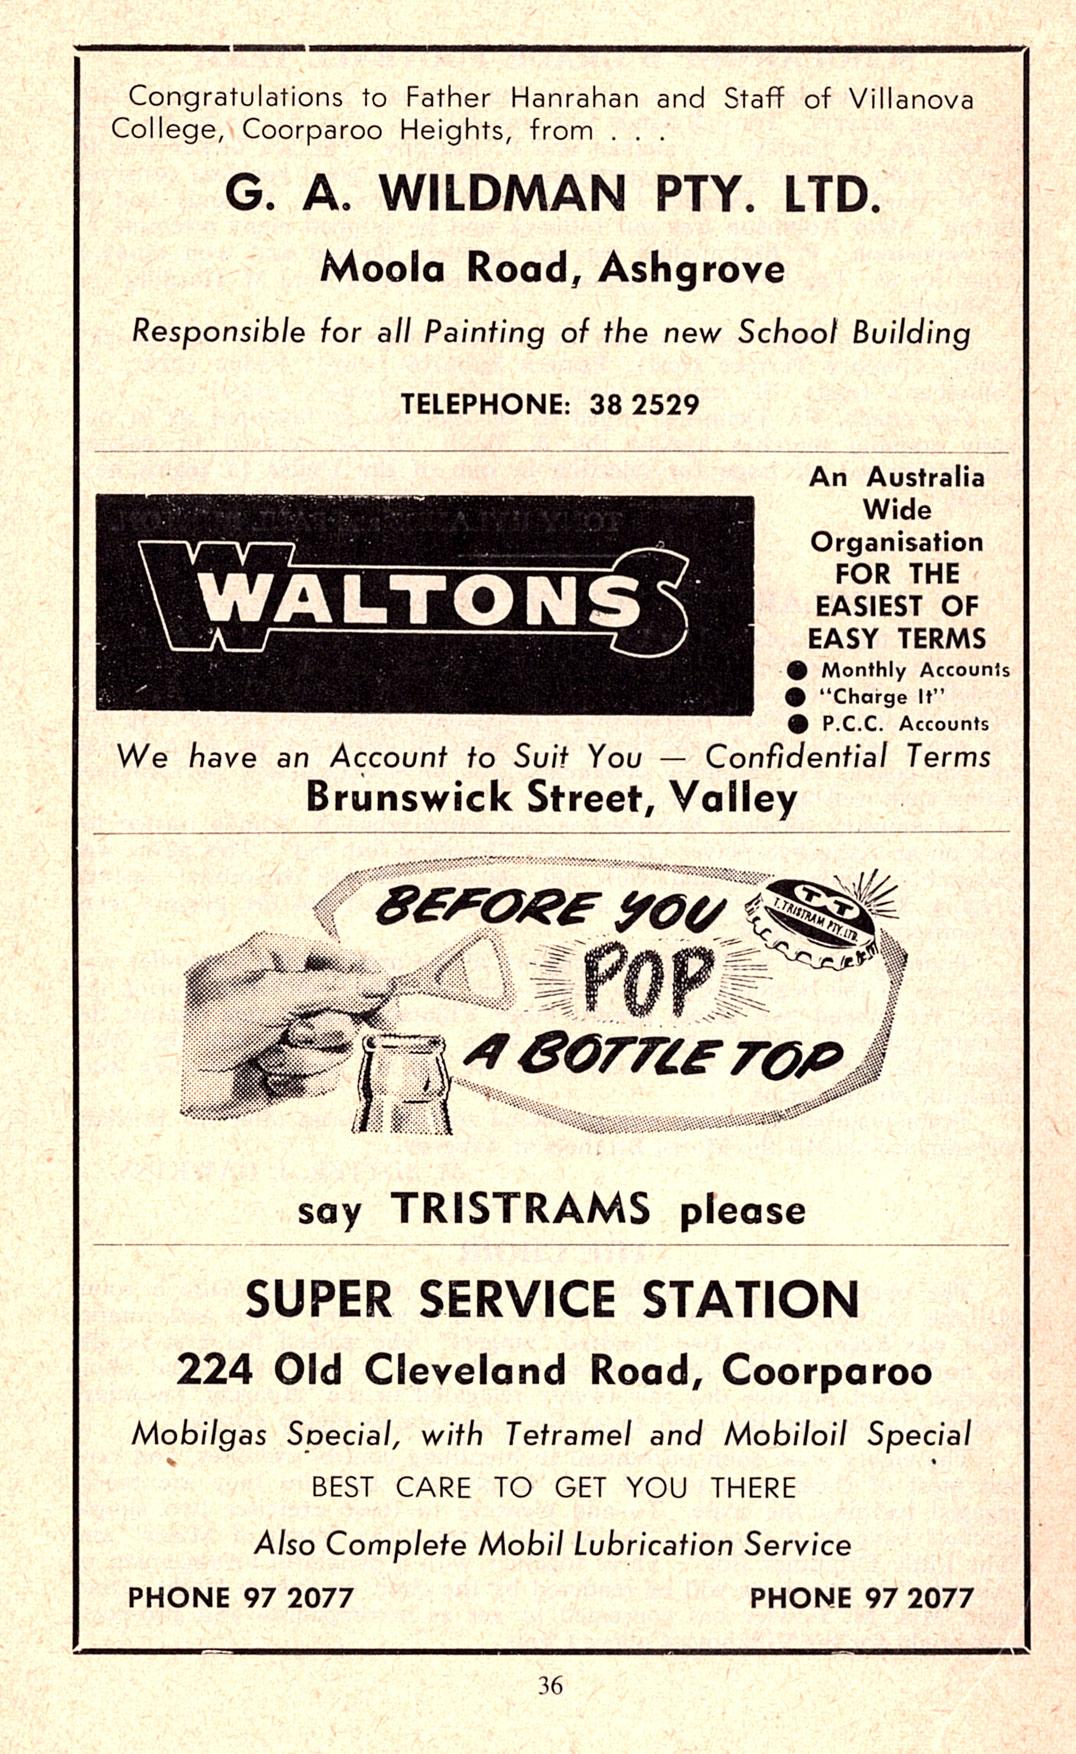 Congratulations to Father Hanrahan and Staff of Villanova
College, Coorparoo Heights, from . . .
G. A. WILDMAN PTY. LTD.
Moola Road, Ashgrove
Responsible for all Painting of the new School Building
TELEPHONE: 38 2529
WALTONS
An Australia
Wide
Organisation
FOR THE
EASIEST OF
EASY TERMS
● Monthly Accounts
● "Charge It"
● P.C.C. Accounts
We have an Account to Suit You — Confidential Terms
Brunswick Street, Valley
BEFORE YOU
TT
T. TRISTRAM PTY. LTD.
POP
A BOTTLE TOP
say TRISTRAMS please
SUPER SERVICE STATION
224 Old Cleveland Road, Coorparoo
Mobilgas Special, with Tetramel and Mobiloil Special
BEST CARE TO GET YOU THERE
Also Complete Mobil Lubrication Service
PHONE 97 2077 PHONE 97 2077
36